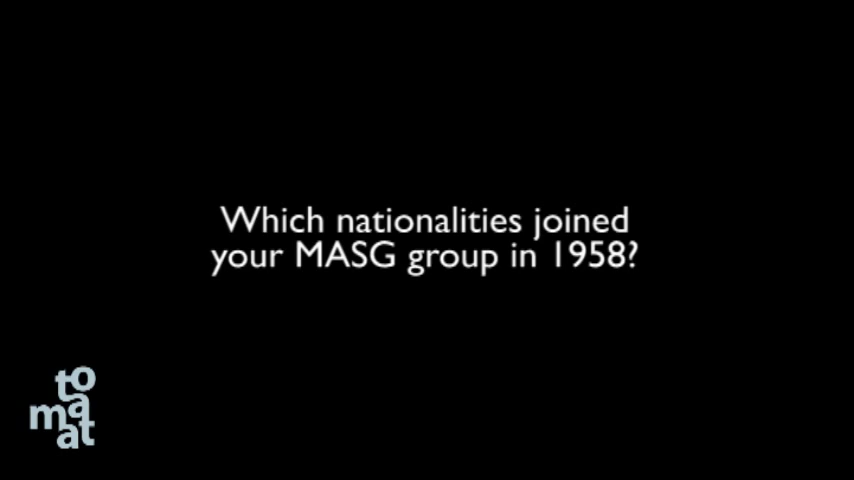 Which nationalities joined
your MASG group in 1958?
to
ma
at